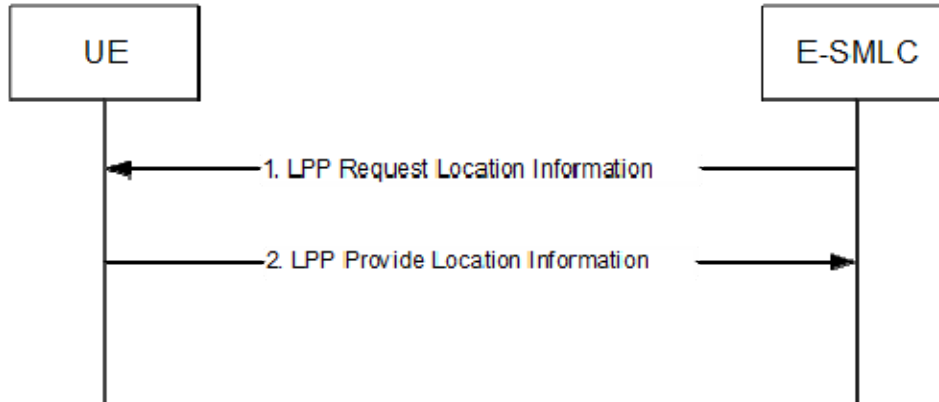 UE
E-SMLC
1. LPP Request Location Information
2. LPP Provide Location Information